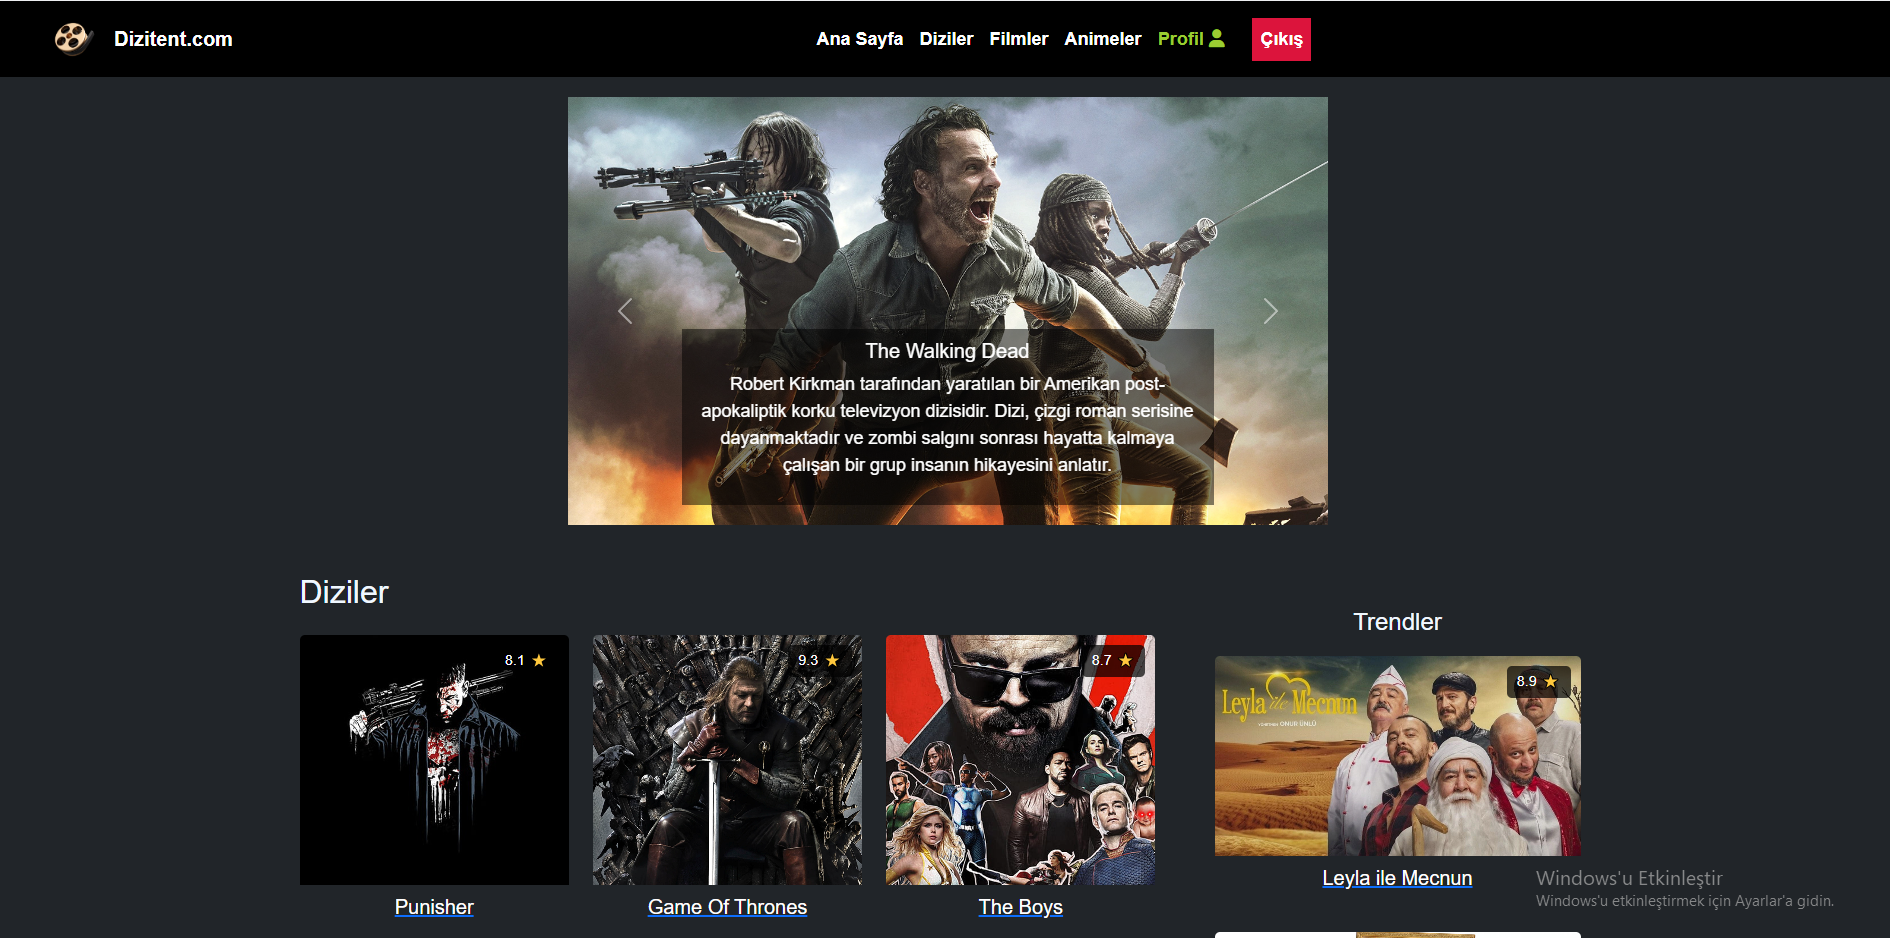 Dizitent.com
Ana Sayfa Diziler Filmler Animeler Profil Çıkış
The Walking Dead
Robert Kirkman tarafından yaratılan bir Amerikan post-
apokaliptik korku televizyon dizisidir. Dizi, çizgi roman serisine
dayanmaktadır ve zombi salgını sonrası hayatta kalmaya
çalışan bir grup insanın hikayesini anlatır.
Diziler
8.1
Punisher
9.3
Game Of Thrones
8.7
The Boys
Trendler
Leyla ile Mecnun
ONUR ÜNLÜ
8.9
Leyla ile Mecnun
Windows'u Etkinleştir
Windows'u etkinleştirmek için Ayarlar'a gidin.